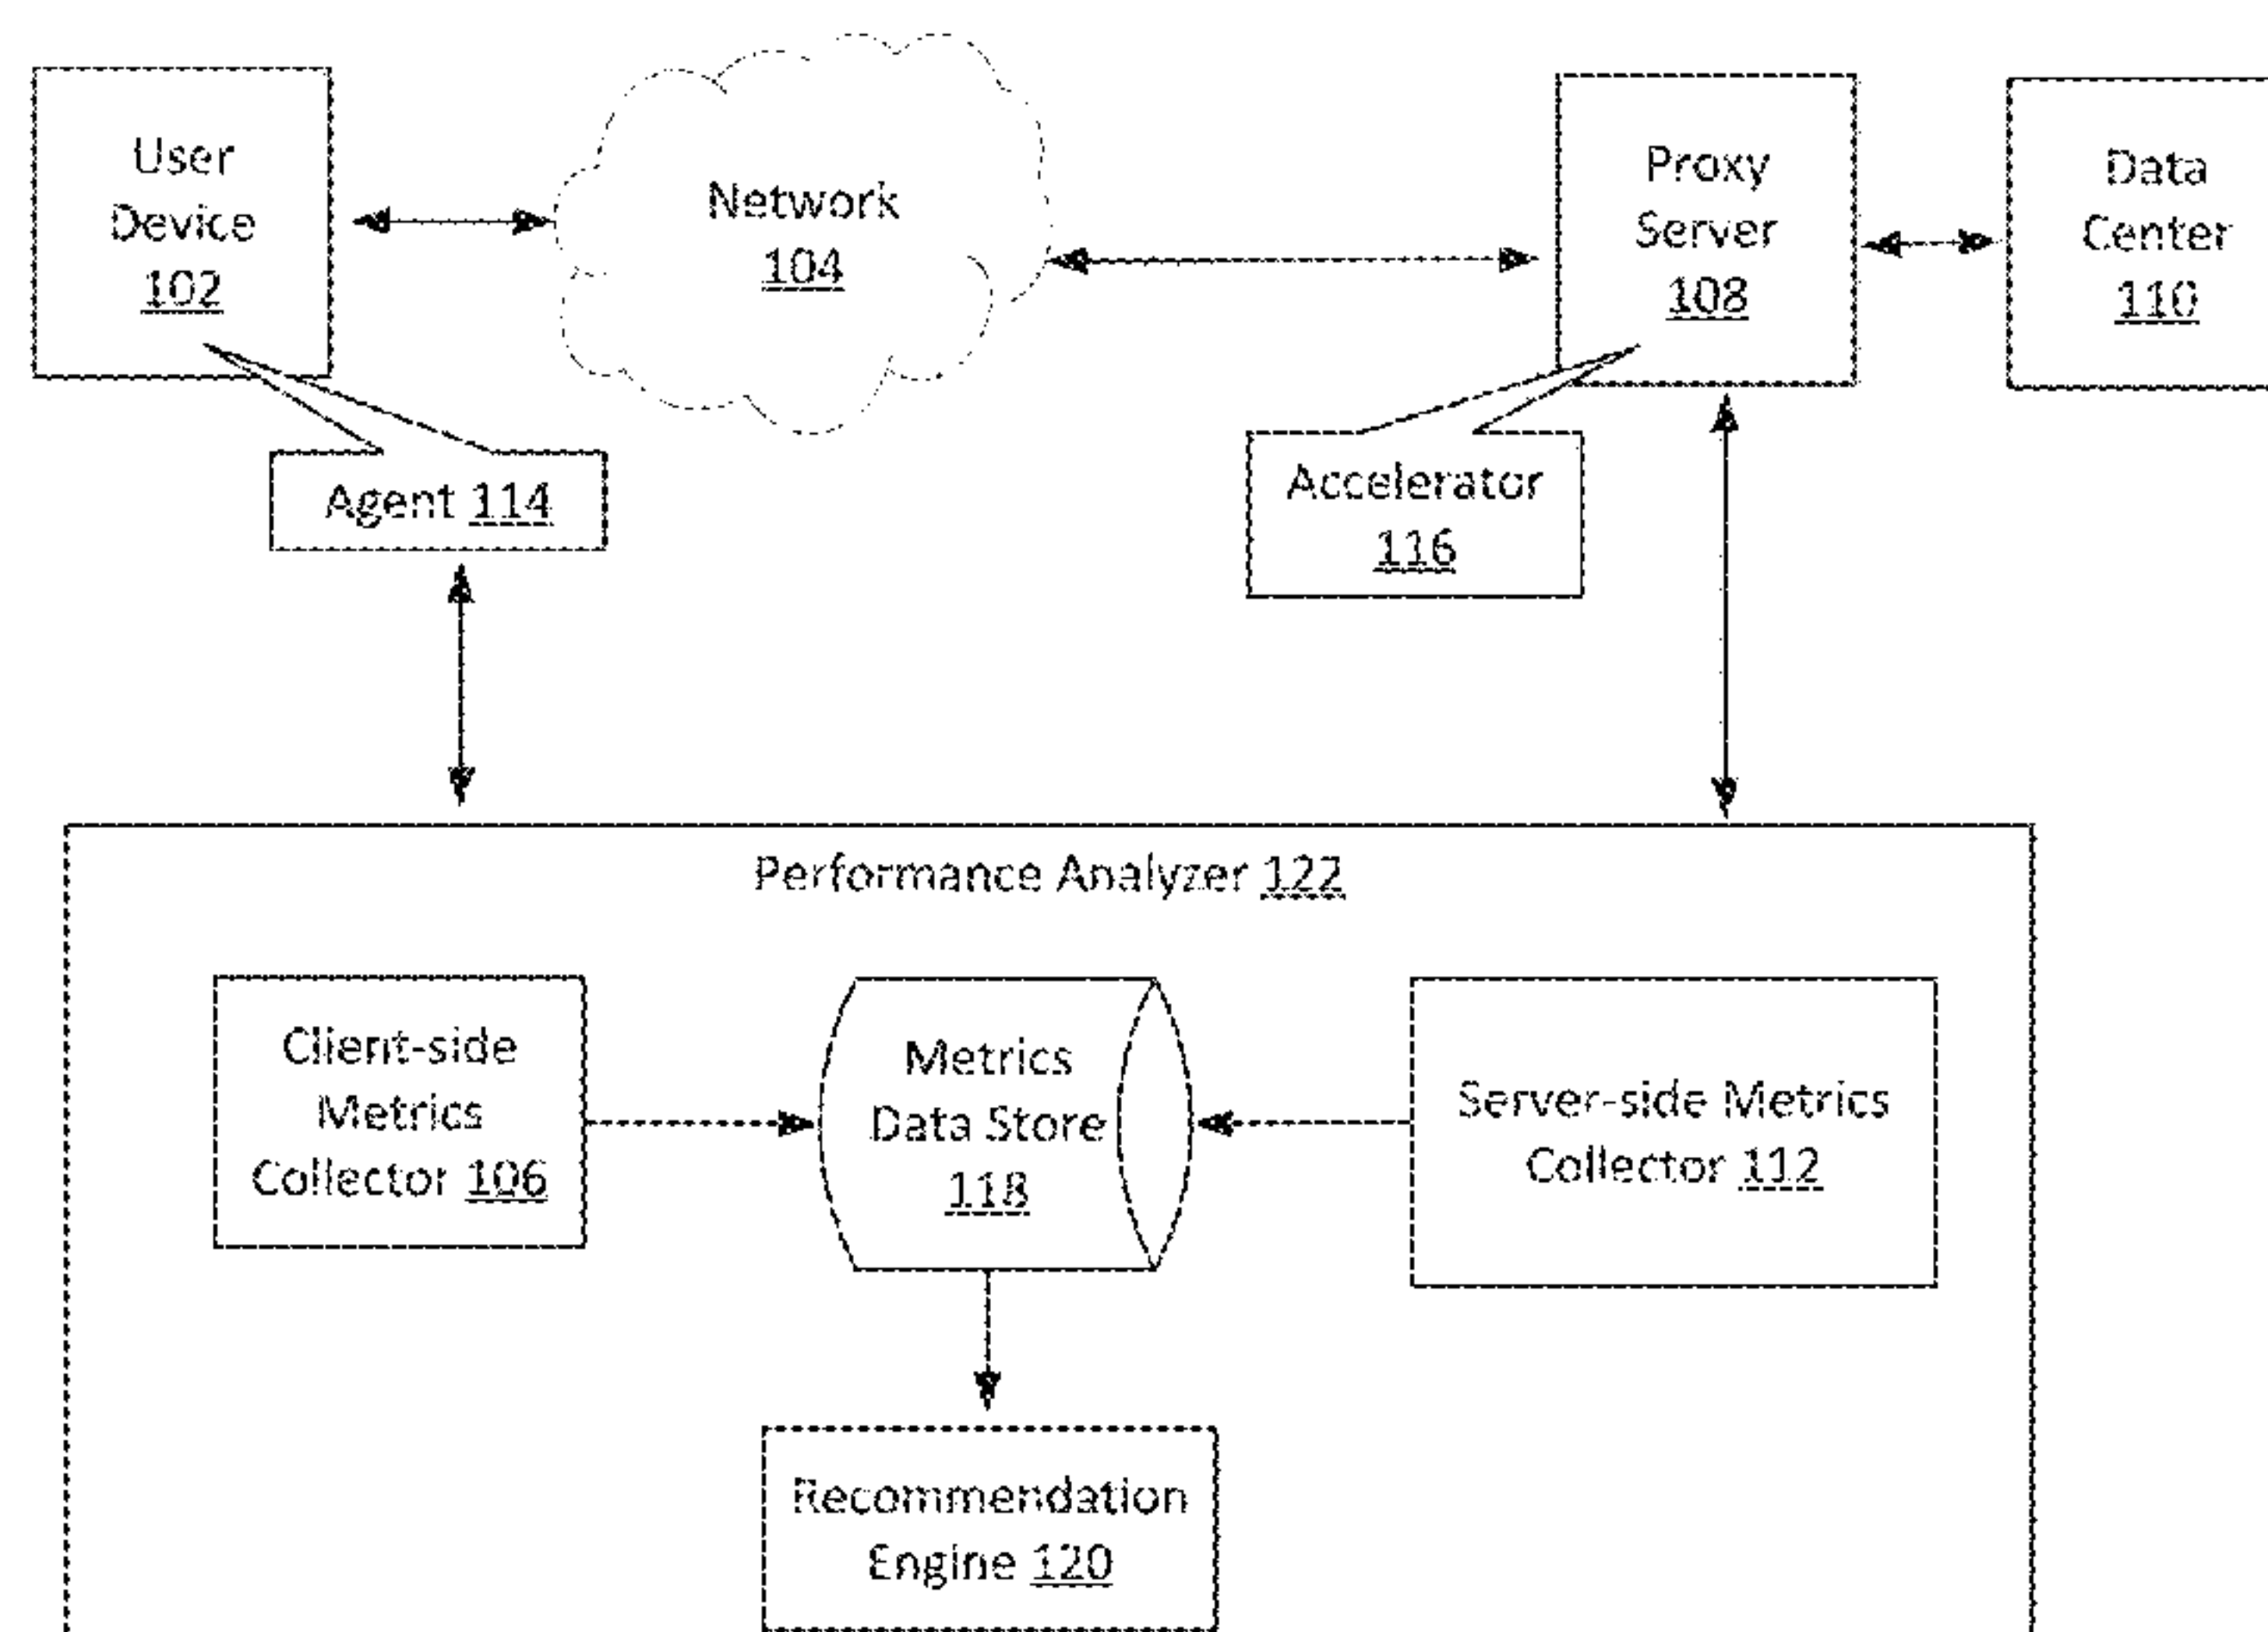 User
Device
102
Network
104
Proxy
Server
108
Data
Center
110
Agent 114
Accelerator
116
Performance Analyzer 122
Client-side
Metrics
Collector 106
Metrics
Data Store
118
Server-side Metrics
Collector 112
Recommendation
Engine 120